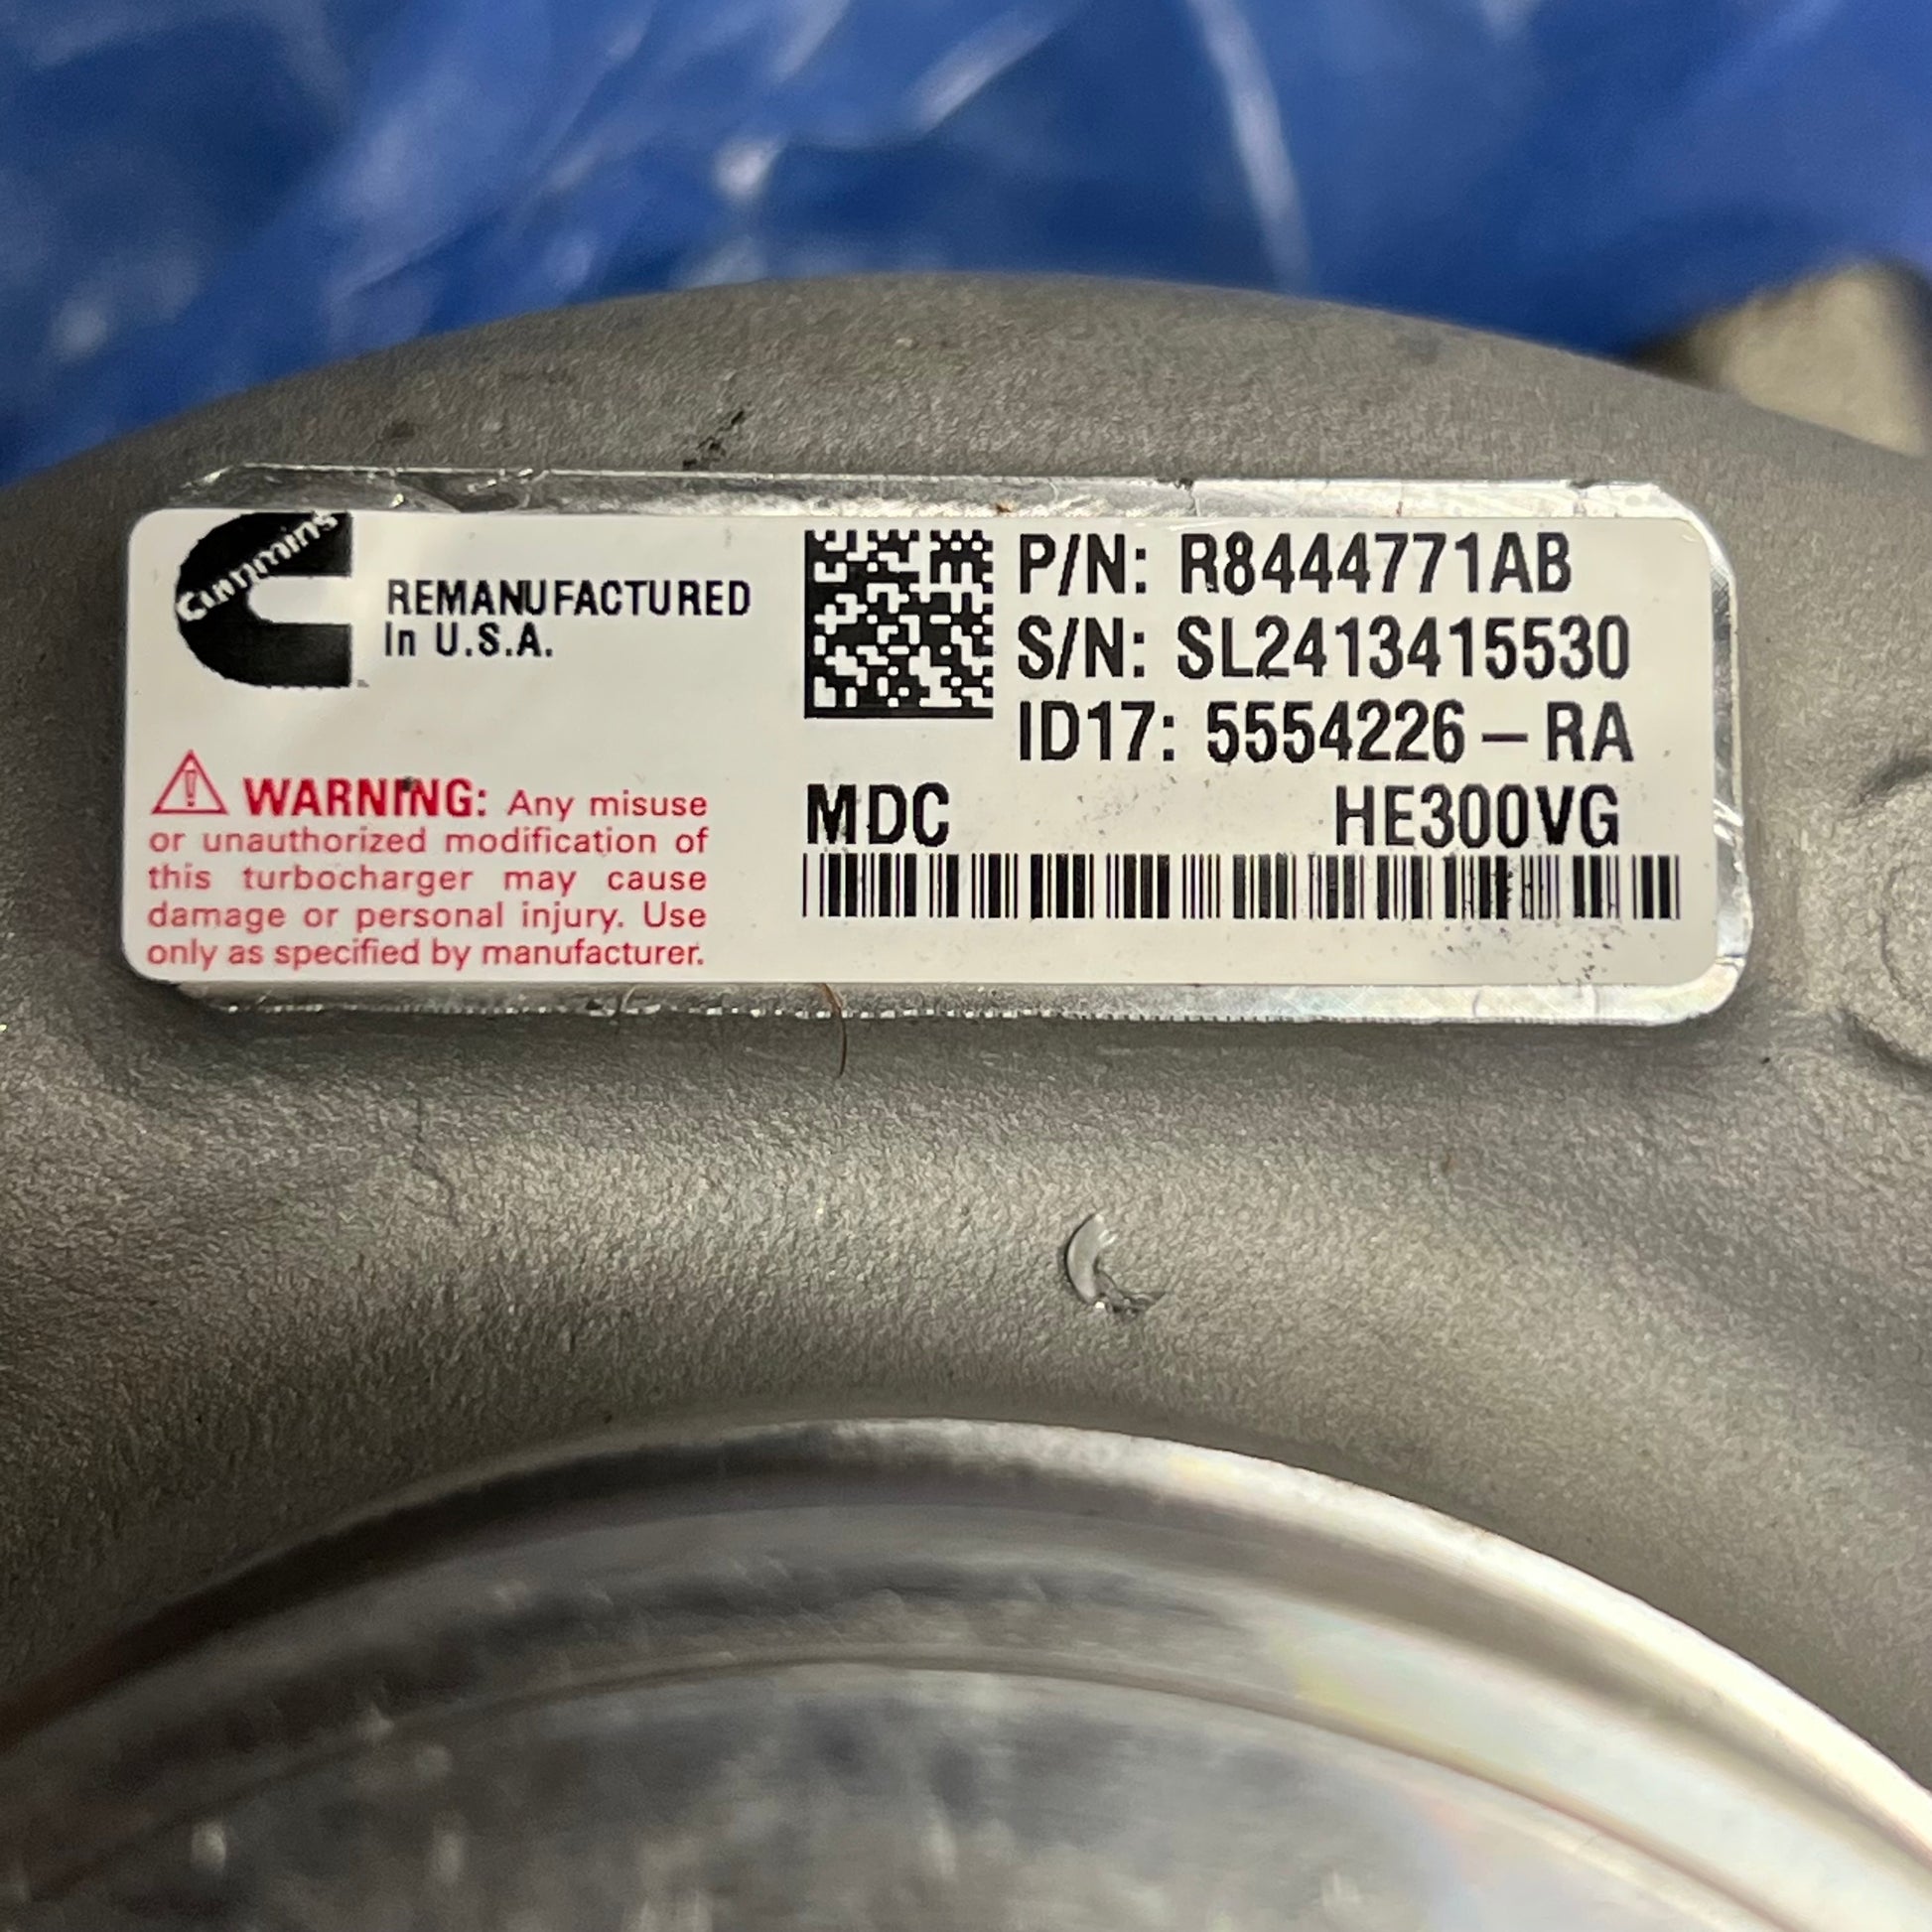 Cummins
REMANUFACTURED
In U.S.A.
WARNING: Any misuse
or unauthorized modification of
this turbocharger may cause
damage or personal injury. Use
only as specified by manufacturer.
P/N: R8444771AB
S/N: SL2413415530
ID17: 5554226-RA
MDC HE300VG